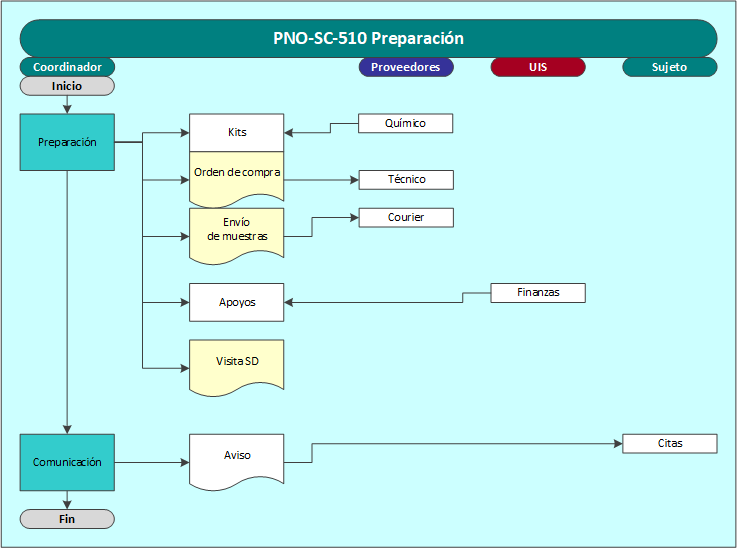 PNO-SC-510 Preparación
Coordinador
Proveedores
UIS
Sujeto
Inicio
Preparación
Kits
Químico
Orden de compra
Técnico
Envío
de muestras
Courier
Apoyos
Finanzas
Visita SD
Comunicación
Aviso
Citas
Fin